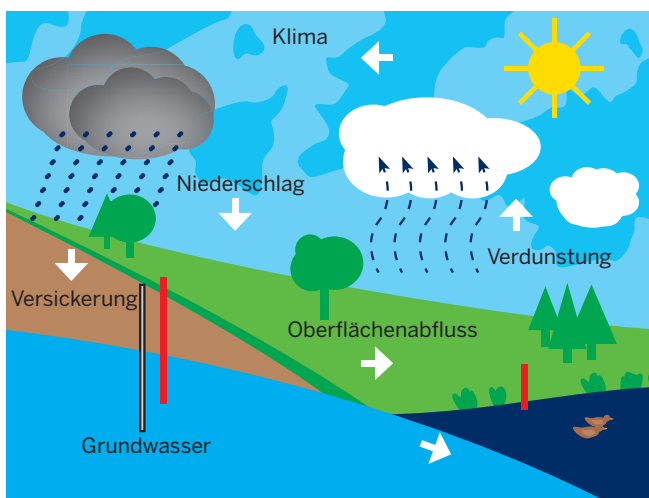 Klima
Niederschlag
Verdunstung
Versickerung
Oberflächenabfluss
Grundwasser